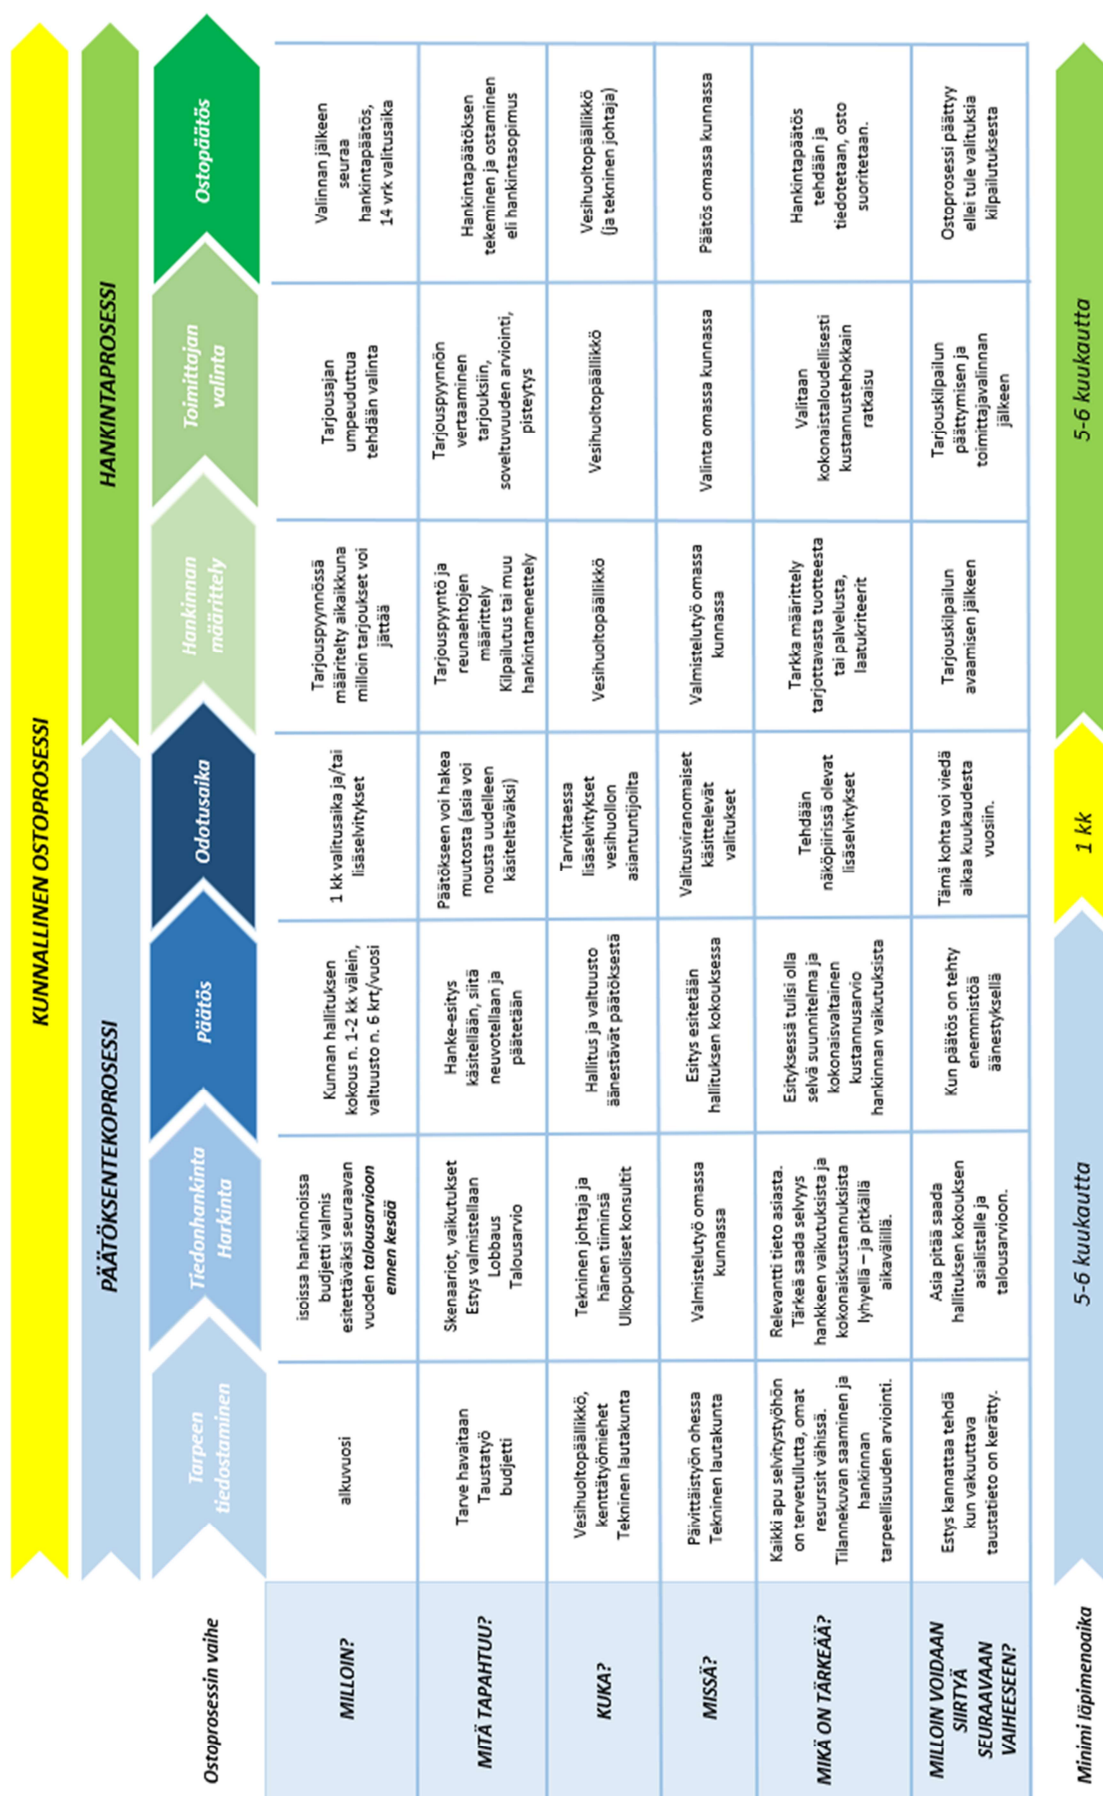 KUNNALLINEN OSTOPROSESSI
PÄÄTÖKSENTEKOPROSESSI
HANKINTAPROSESSI
Ostoprosessin vaihe
Tarpeen
tiedostaminen
Tiedonhankinta
Harkinta
Päätös
Odotusaika
Hankinnan
määrittely
Toimittajan
valinta
Ostopäätös
MILLOIN?
alkuvuosi
isoissa hankinnoissa
budjetti valmis
esitettäväksi seuraavan
vuoden talousarvioon
ennen kesää
Kunnan hallituksen
kokous n. 1-2 kk välein,
valtuusto n. 6 krt/vuosi
1 kk valitusaika ja/tai
lisäselvitykset
Tarjouspyynnössä
määritelty aikaikkuna
milloin tarjoukset voi
jättää
Tarjousajan
umpeuduttua
tehdään valinta
Valinnan jälkeen
seuraa
hankintapäätös,
14 vrk valitusaika
MITÄ TAPAHTUU?
Tarve havaitaan
Taustatyö
budjetti
Skenaariot, vaikutukset
Estys valmistellaan
Lobbaus
Talousarvio
Hanke-esitys
käsitellään, siitä
neuvotellaan ja
päätetään
Päätökseen voi hakea
muutosta (asia voi
nousta uudelleen
käsiteltäväksi)
Tarjouspyyntö ja
reunaehtojen
määrittely
Kilpailutus tai muu
hankintamenettely
Tarjouspyynnön
vertaaminen
tarjouksiin,
soveltuvuuden arviointi,
pisteytys
Hankintapäätöksen
tekeminen ja ostaminen
eli hankintasopimus
KUKA?
Vesihuoltopäällikkö,
kenttätyömiehet
Tekninen lautakunta
Tekninen johtaja ja
hänen tiiminsä
Ulkopuoliset konsultit
Hallitus ja valtuusto
äänestävät päätöksestä
Tarvittaessa
lisäselvitykset
vesihuollon
asiantuntijoilta
Vesihuoltopäällikkö
Vesihuoltopäällikkö
Vesihuoltopäällikkö
(ja tekninen johtaja)
MISSÄ?
Päivittäistyön ohessa
Tekninen lautakunta
Valmistelutyö omassa
kunnassa
Esitys esitetään
hallituksen kokouksessa
Valitusviranomaiset
käsittelevät
valitukset
Valmistelutyö omassa
kunnassa
Valinta omassa kunnassa
Päätös omassa kunnassa
MIKÄ ON TÄRKEÄÄ?
Kaikki apu selvitystyöhön
on tervetullutta, omat
resurssit vähissä.
Tilannekuvan saaminen ja
hankinnan
tarpeellisuuden arviointi.
Relevantti tieto asiasta.
Tärkeä saada selvyys
hankkeen vaikutuksista ja
kokonaiskustannuksista
lyhyellä – ja pitkällä
aikavälillä.
Esityksessä tulisi olla
selvä suunnitelma ja
kokonaisvaltainen
kustannusarvio
hankinnan vaikutuksista
Tehdään
näköpiirissä olevat
lisäselvitykset
Tarkka määrittely
tarjottavasta tuotteesta
tai palvelusta,
laatukriteerit
Valitaan
kokonaistaloudellisesti
kustannustehokkain
ratkaisu
Hankintapäätös
tehdään ja
tiedotetaan, osto
suoritetaan.
MILLOIN VOIDAAN
SIIRTYÄ
SEURAAVAAN
VAIHEESEEN?
Estys kannattaa tehdä
kun vakuuttava
taustatieto on kerätty.
Asia pitää saada
hallituksen kokouksen
asialistalle ja
talousarvioon.
Kun päätös on tehty
enemmistöä
äänestyksellä
Tämä kohta voi viedä
aikaa kuukaudesta
vuosiin.
Tarjouskilpailun
avaamisen jälkeen
Tarjouskilpailun
päättymisen ja
toimittajavalinnan
jälkeen
Ostoprosessi päättyy
ellei tule valituksia
kilpailutuksesta
Minimi läpimenoaika
5-6 kuukautta
1 kk
5-6 kuukautta